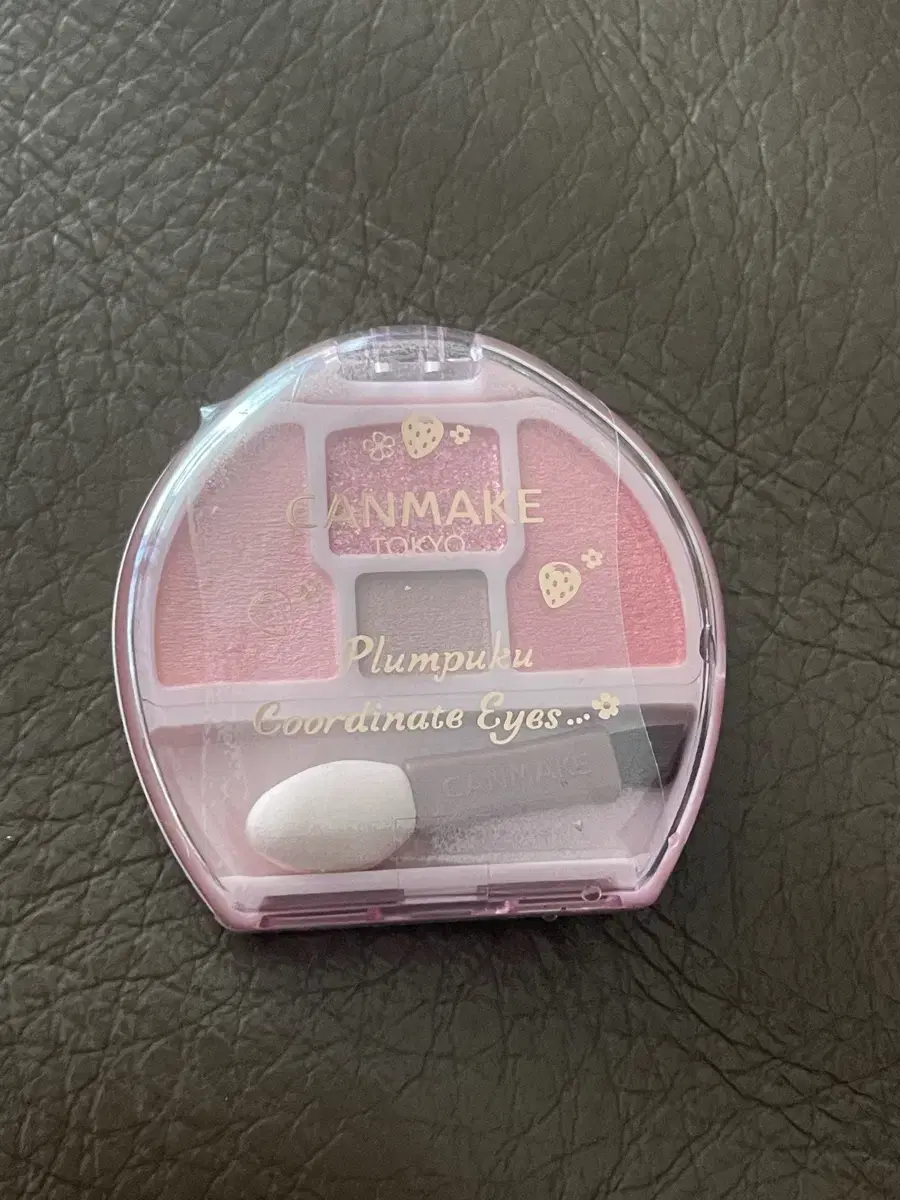 CANMAKE
TOKYO
Plumpuku
Coordinate Eyes...
CANMAKE